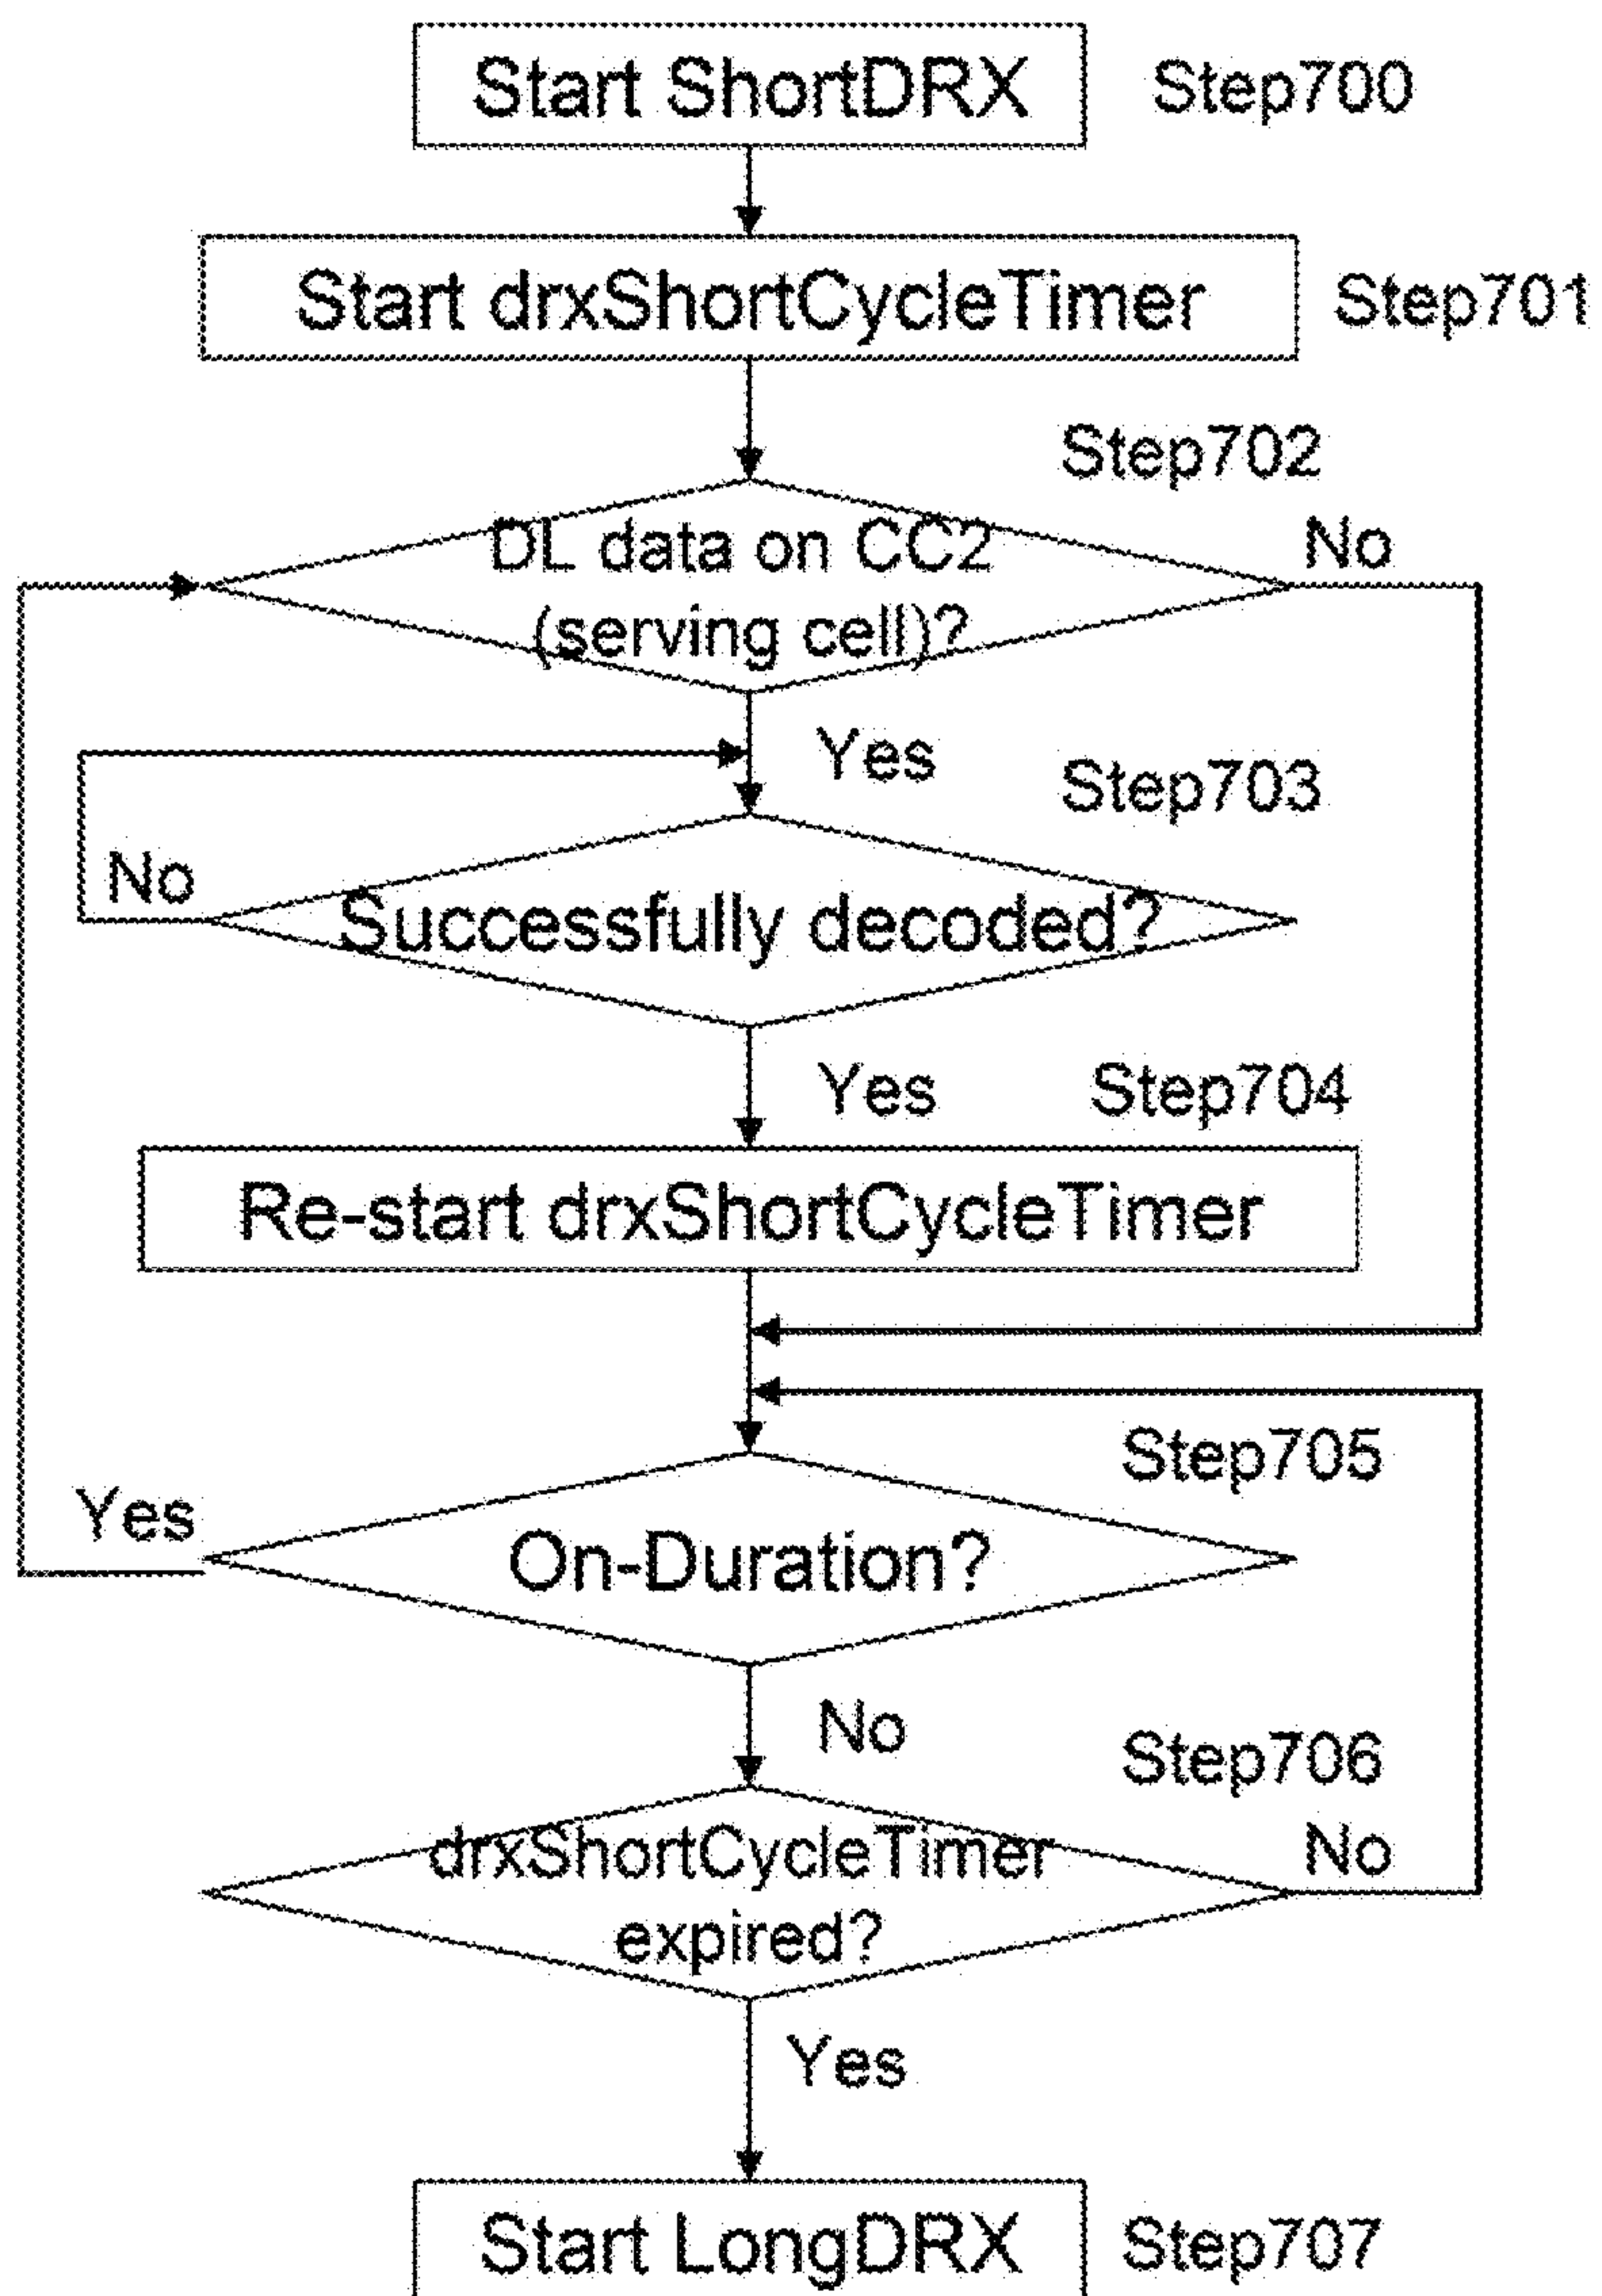 Start ShortDRX
Step700
Start drxShortCycleTimer
Step701
Step702
DL data on CC2
(serving cell)?
No
Yes
Step703
No
Successfully decoded?
Yes
Step704
Re-start drxShortCycleTimer
Step705
Yes
On-Duration?
No
Step706
drxShortCycleTimer
expired?
No
Yes
Start LongDRX
Step707